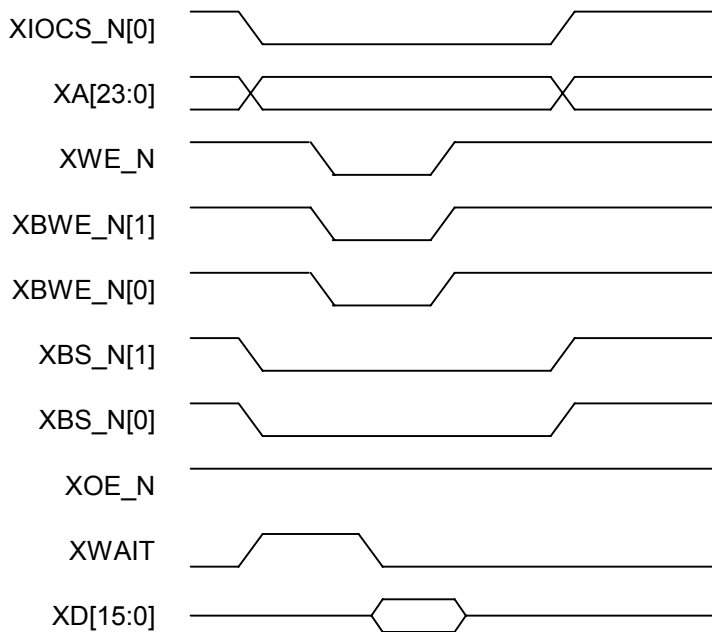 XIOCS_N[0]
XA[23:0]
XWE_N
XBWE_N[1]
XBWE_N[0]
XBS_N[1]
XBS_N[0]
XOE_N
XWAIT
XD[15:0]